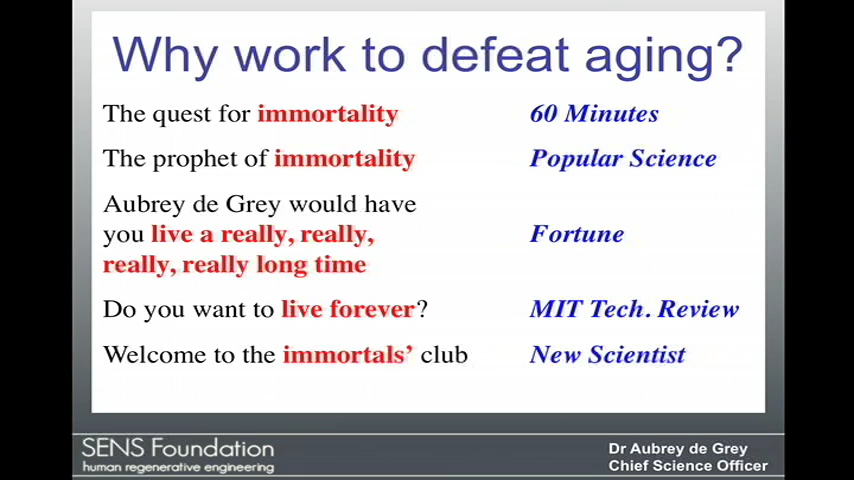 Why work to defeat aging?
The quest for immortality 60 Minutes
The prophet of immortality Popular Science
Aubrey de Grey would have
you live a really, really, Fortune
really, really long time
Do you want to live forever? MIT Tech. Review
Welcome to the immortals’ club New Scientist
SENS Foundation
human regenerative engineering
Dr Aubrey de Grey
Chief Science Officer